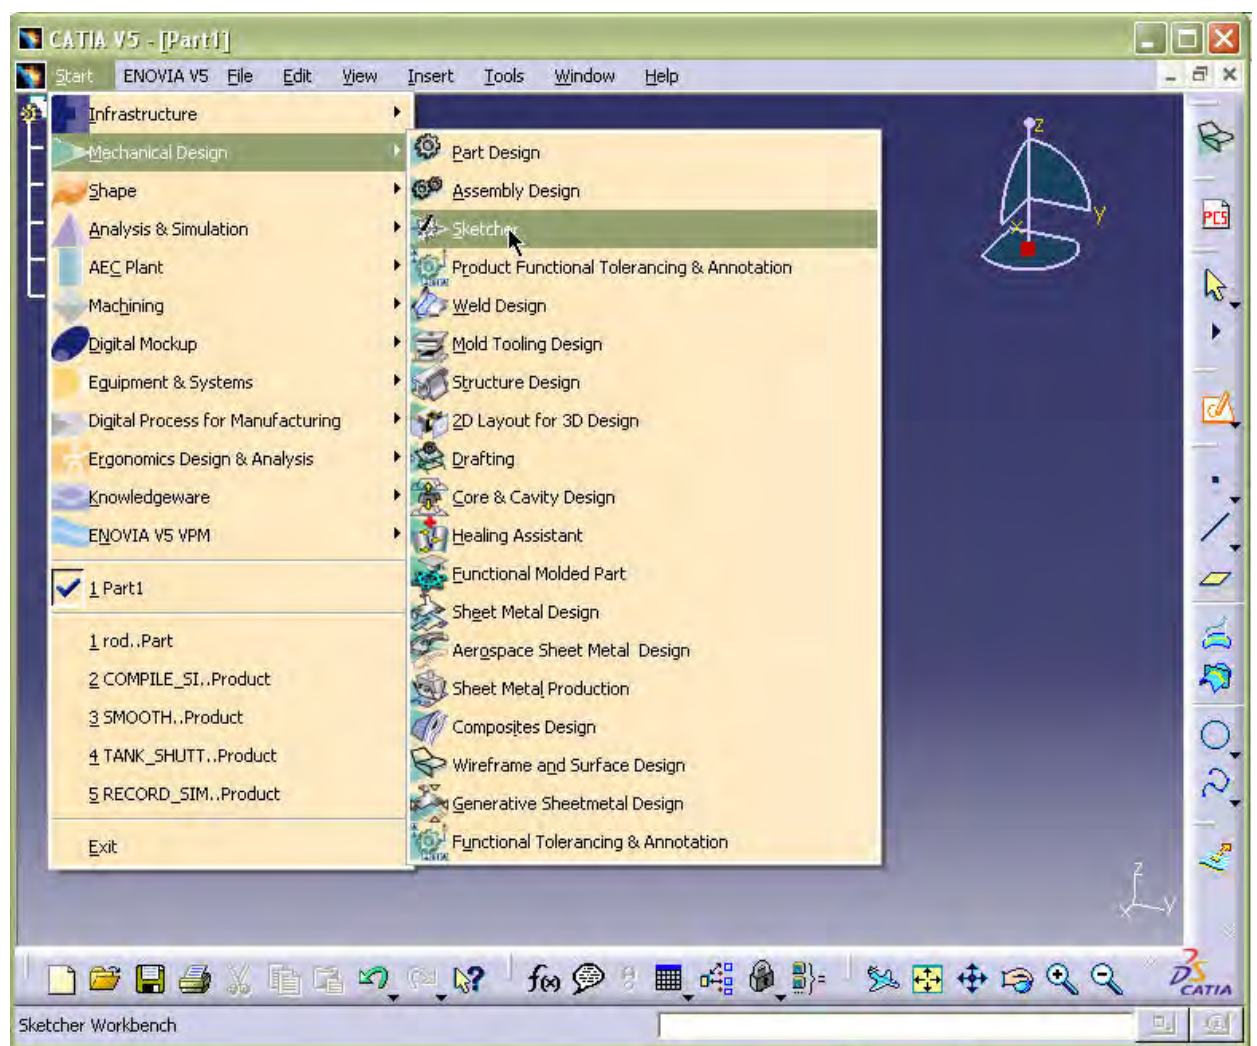 CATIA V5 - [Part1]
Start ENOVIA V5 File Edit View Insert Tools Window Help
Infrastructure
Mechanical Design
Shape
Analysis & Simulation
AEC Plant
Machining
Digital Mockup
Equipment & Systems
Digital Process for Manufacturing
Ergonomics Design & Analysis
Knowledgeware
ENOVIA V5 VPM
1 Part1
1 rod..Part
2 COMPILE_SI..Product
3 SMOOTH..Product
4 TANK_SHUTT..Product
5 RECORD_SIM..Product
Exit
Part Design
Assembly Design
Sketcher
Product Functional Tolerancing & Annotation
Weld Design
Mold Tooling Design
Structure Design
2D Layout for 3D Design
Drafting
Core & Cavity Design
Healing Assistant
Functional Molded Part
Sheet Metal Design
Aerospace Sheet Metal Design
Sheet Metal Production
Composites Design
Wireframe and Surface Design
Generative Sheetmetal Design
Functional Tolerancing & Annotation
z
y
x
PCS
z
y
x
f(x)
DS
CATIA
Sketcher Workbench